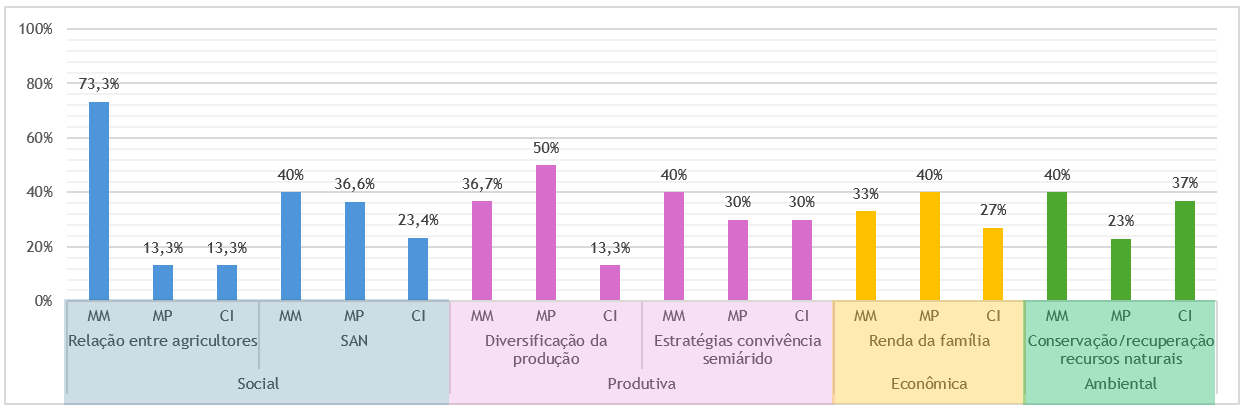 100%
80%
60%
40%
20%
0%
73,3%
13,3%
13,3%
40%
36,6%
23,4%
36,7%
50%
13,3%
40%
30%
30%
33%
40%
27%
40%
23%
37%
MM MP CI MM MP CI MM MP CI MM MP CI MM MP CI MM MP CI
Relação entre agricultores
SAN
Diversificação da
produção
Estratégias convivência
semiárido
Renda da família
Conservação/recuperação
recursos naturais
Social
Produtiva
Econômica
Ambiental